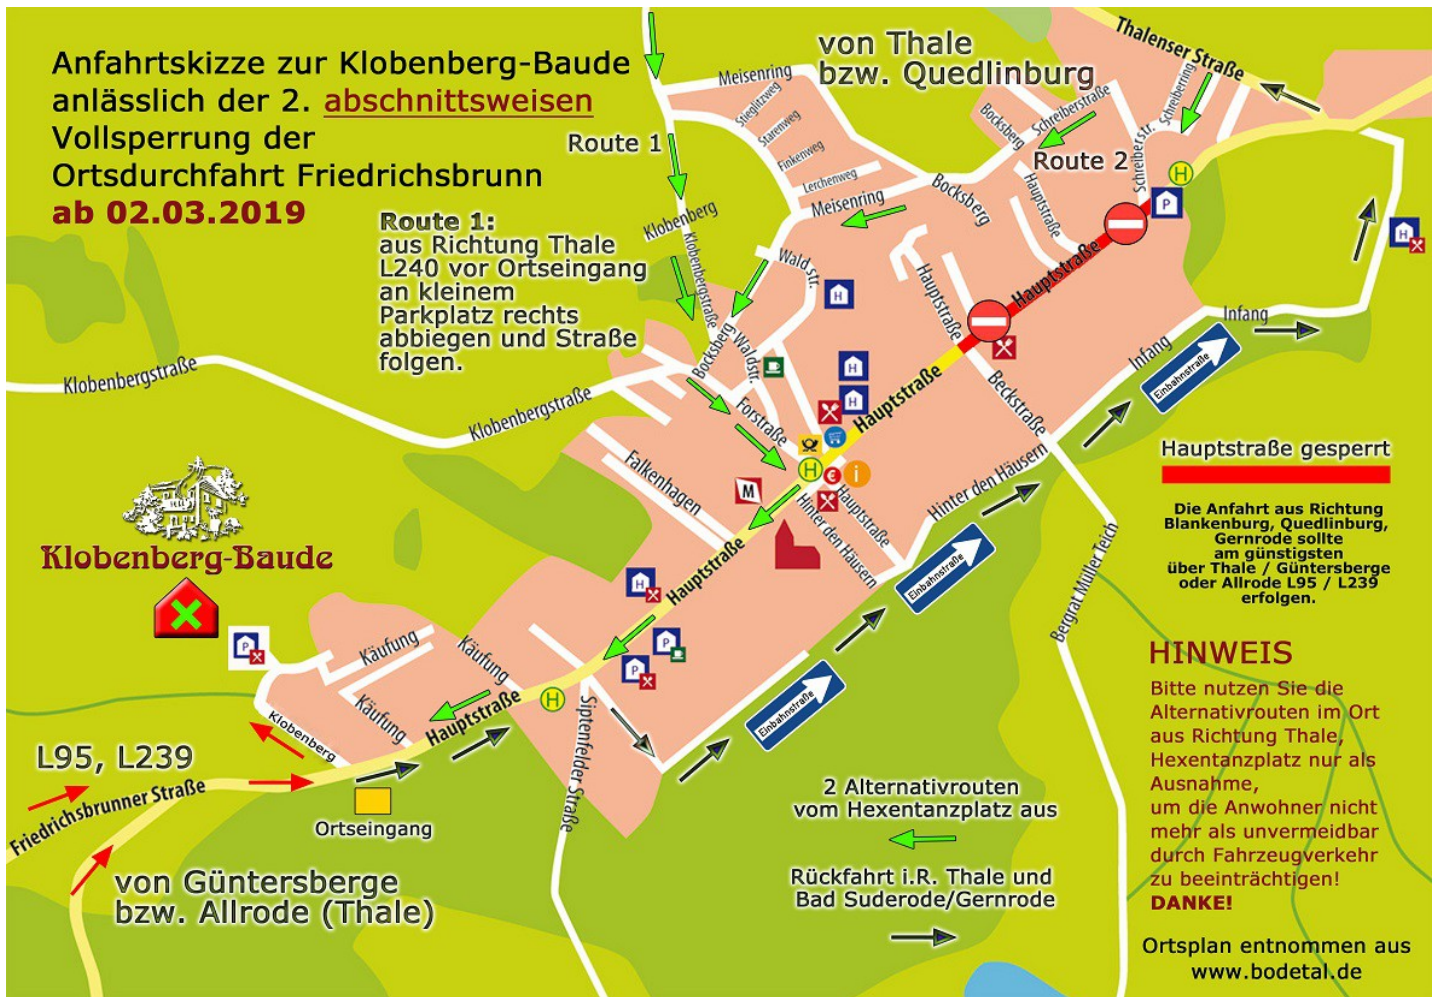 Anfahrtskizze zur Klobenberg-Baude
anlässlich der 2. abschnittsweisen
Vollsperrung der
Ortsdurchfahrt Friedrichsbrunn
ab 02.03.2019
Route 1:
aus Richtung Thale
L240 vor Ortseingang
an kleinem
Parkplatz rechts
abbiegen und Straße
folgen.
Route 1
von Thale
bzw. Quedlinburg
Route 2
Thalenser Straße
Meisenring
Stieglitzweg
Starenweg
Finkenweg
Lerchenweg
Meisenring
Bocksberg
Schreiberstraße
Schreiberring
Schreiberstr.
Bocksberg
Hauptstraße
H
P
H
Klobenberg
Klobenbergstraße
Wald str.
H
Hauptstraße
Hauptstraße
Infang
Infang
Einbahnstraße
Bocksberg
Waldstr.
H
H
Hauptstraße
Beckstraße
Klobenbergstraße
Klobenbergstraße
Forstraße
Falkenhagen
H
€
i
M
Hauptstraße
Hinter den Häusern
Hinter den Häusern
Einbahnstraße
Bergrat Müller Teich
Hauptstraße gesperrt
Die Anfahrt aus Richtung
Blankenburg, Quedlinburg,
Gernrode sollte
am günstigsten
über Thale / Güntersberge
oder Allrode L95 / L239
erfolgen.
Klobenberg-Baude
P
Käufung
Käufung
Käufung
Klobenberg
Hauptstraße
H
Hauptstraße
H
P
P
Siptenfelder Straße
Einbahnstraße
L95, L239
Friedrichsbrunner Straße
Ortseingang
von Güntersberge
bzw. Allrode (Thale)
2 Alternativrouten
vom Hexentanzplatz aus
Rückfahrt i.R. Thale und
Bad Suderode/Gernrode
HINWEIS
Bitte nutzen Sie die
Alternativrouten im Ort
aus Richtung Thale,
Hexentanzplatz nur als
Ausnahme,
um die Anwohner nicht
mehr als unvermeidbar
durch Fahrzeugverkehr
zu beeinträchtigen!
DANKE!
Ortsplan entnommen aus
www.bodetal.de